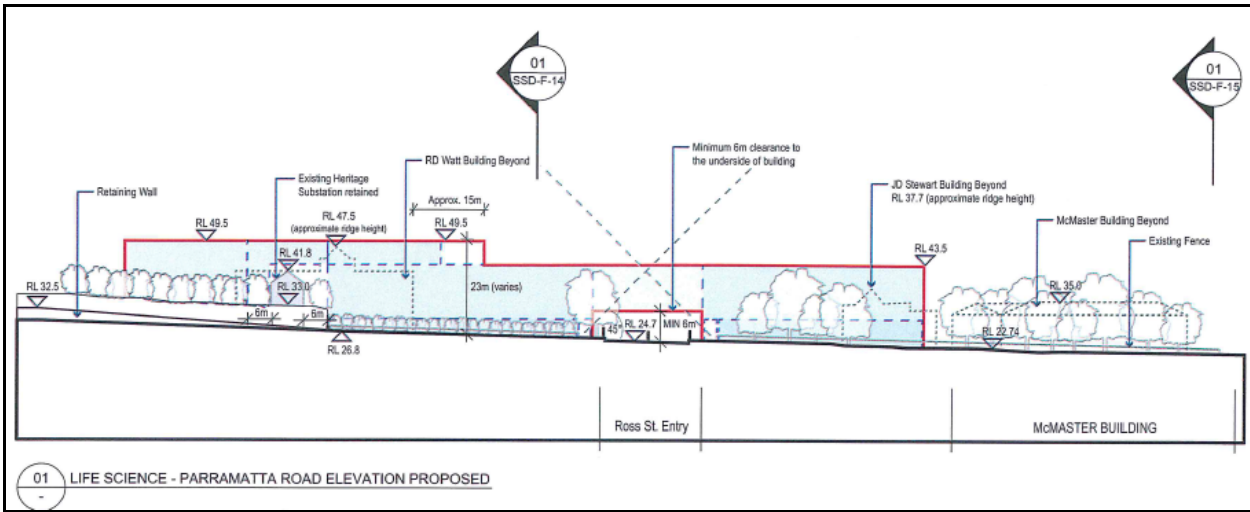 01
SSD-F-14
01
SSD-F-15
Minimum 6m clearance to
the underside of building
RD Watt Building Beyond
Existing Heritage
Substation retained
Retaining Wall
JD Stewart Building Beyond
RL 37.7 (approximate ridge height)
Approx. 15m
McMaster Building Beyond
RL 49.5
RL 47.5
(approximate ridge height)
RL 49.5
Existing Fence
RL 43.5
RL 41.8
RL 32.5
RL 33.0
23m (varies)
RL 35.0
6m
6m
45°
RL 24.7
MIN 6m
RL 22.74
RL 26.8
Ross St. Entry
McMASTER BUILDING
01
-
LIFE SCIENCE - PARRAMATTA ROAD ELEVATION PROPOSED